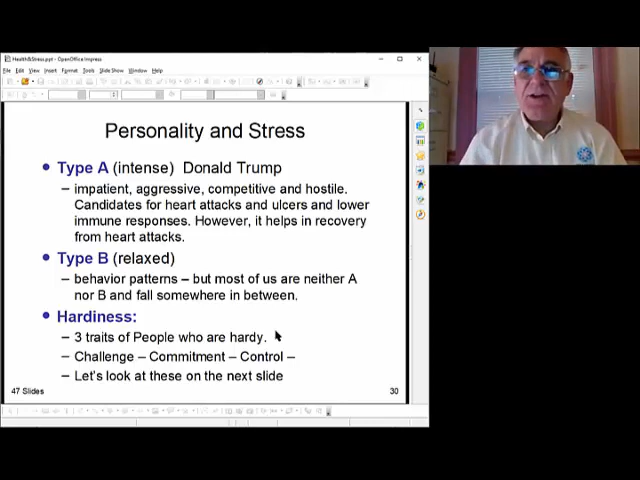 Health&Stress.ppt - OpenOffice Impress
File Edit View Insert Format Tools Slide Show Window Help
Personality and Stress
• Type A (intense) Donald Trump
– impatient, aggressive, competitive and hostile.
Candidates for heart attacks and ulcers and lower
immune responses. However, it helps in recovery
from heart attacks.
• Type B (relaxed)
– behavior patterns – but most of us are neither A
nor B and fall somewhere in between.
• Hardiness:
– 3 traits of People who are hardy.
– Challenge – Commitment – Control –
– Let's look at these on the next slide
47 Slides
30